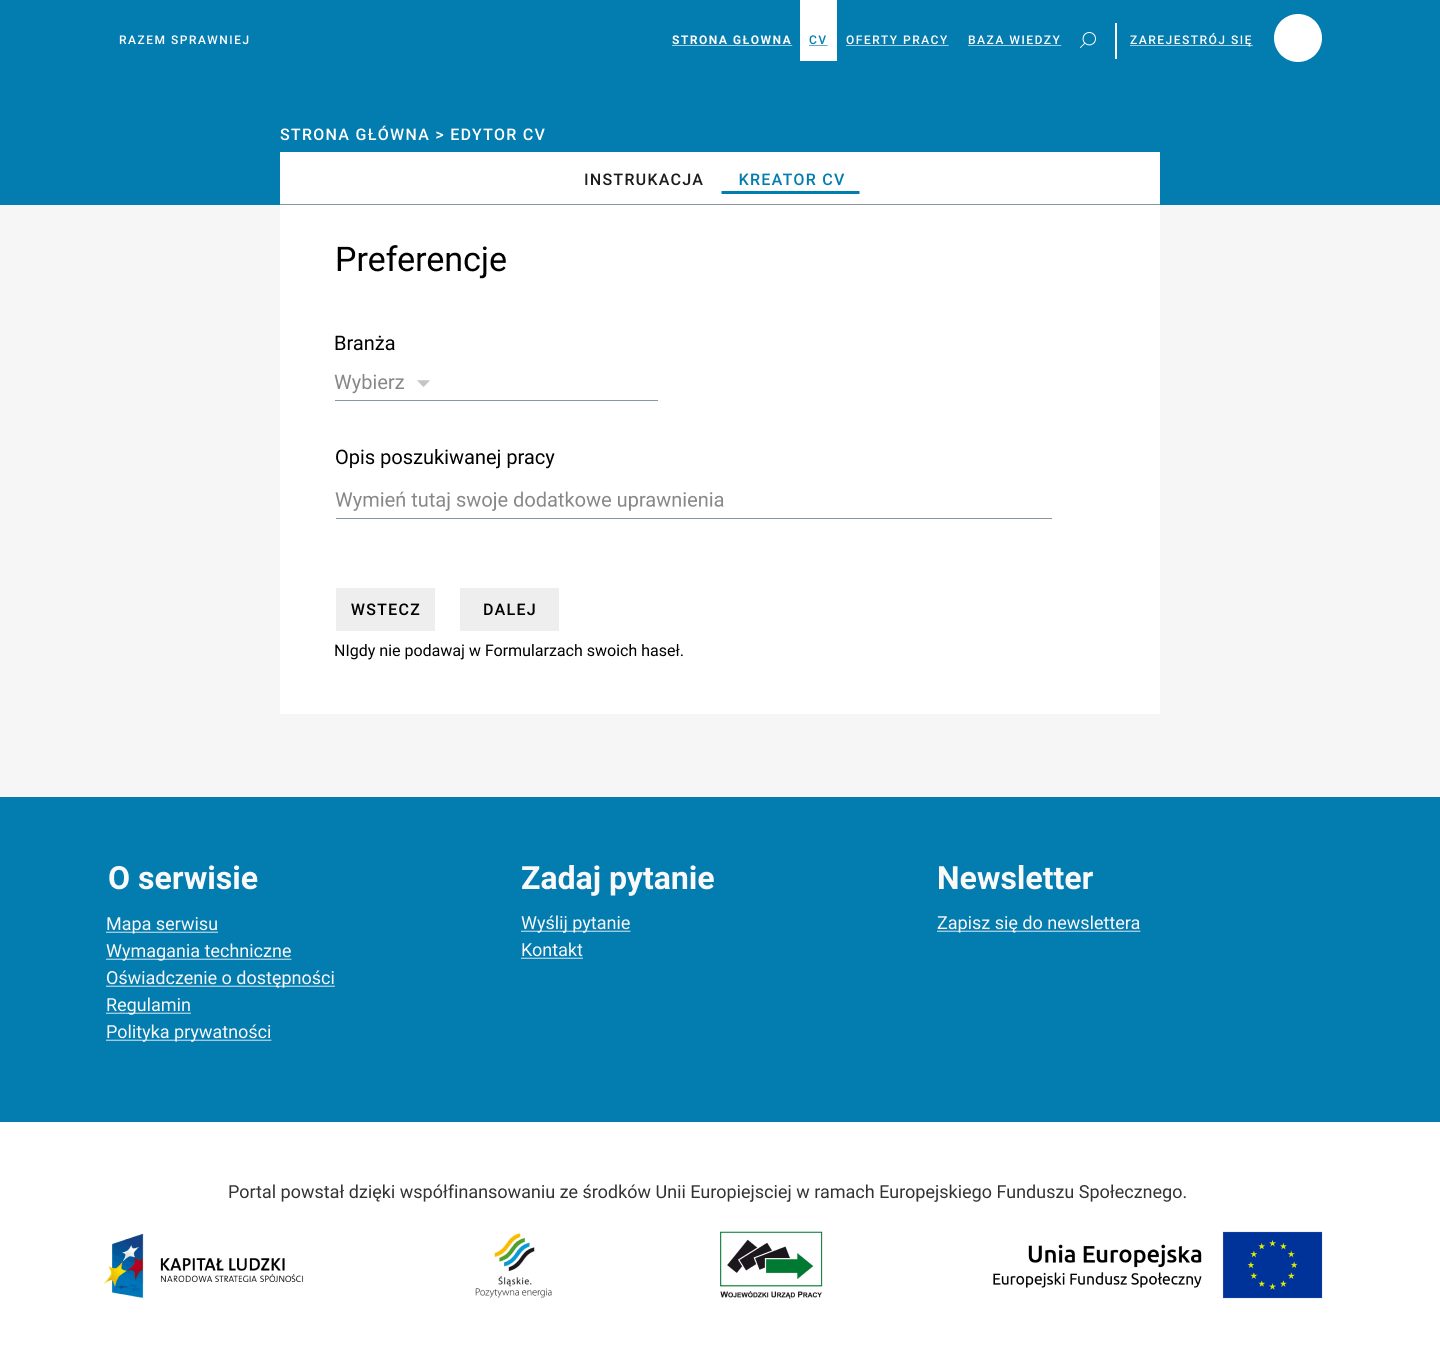 RAZEM SPRAWNIEJ
STRONA GŁOWNA CV OFERTY PRACY BAZA WIEDZY ZAREJESTRÓJ SIĘ
STRONA GŁÓWNA > EDYTOR CV
INSTRUKACJA KREATOR CV
Preferencje
Branża
Wybierz
Opis poszukiwanej pracy
Wymień tutaj swoje dodatkowe uprawnienia
WSTECZ DALEJ
NIgdy nie podawaj w Formularzach swoich haseł.
O serwisie
Mapa serwisu
Wymagania techniczne
Oświadczenie o dostępności
Regulamin
Polityka prywatności
Zadaj pytanie
Wyślij pytanie
Kontakt
Newsletter
Zapisz się do newslettera
Portal powstał dzięki współfinansowaniu ze środków Unii Europiejsciej w ramach Europejskiego Funduszu Społecznego.
KAPITAŁ LUDZKI
NARODOWA STRATEGIA SPÓJNOŚCI
Śląskie.
Pozytywna energia
WOJEWÓDZKI URZĄD PRACY
Unia Europejska
Europejski Fundusz Społeczny